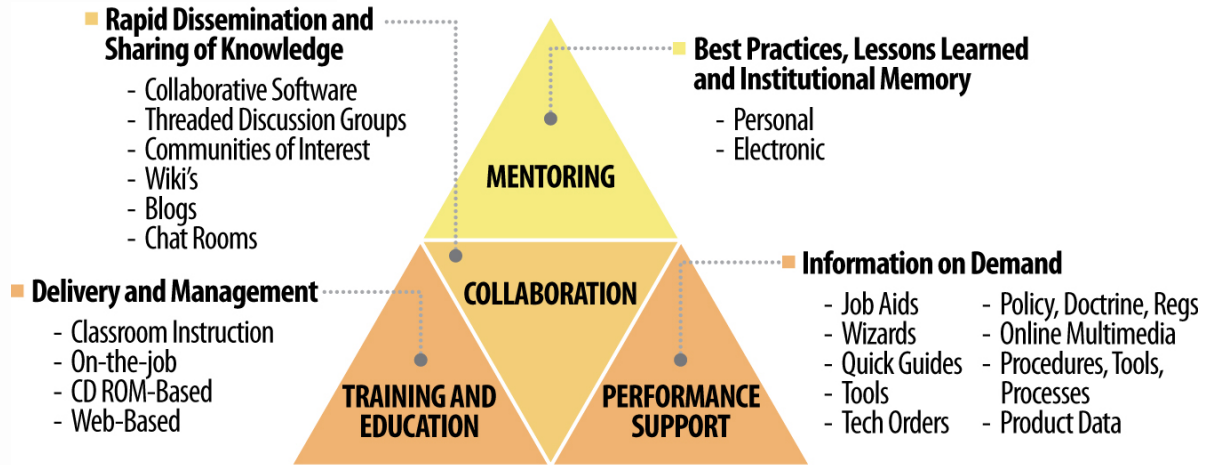 Rapid Dissemination and
Sharing of Knowledge
- Collaborative Software
- Threaded Discussion Groups
- Communities of Interest
- Wiki's
- Blogs
- Chat Rooms
Best Practices, Lessons Learned
and Institutional Memory
- Personal
- Electronic
MENTORING
Delivery and Management
- Classroom Instruction
- On-the-job
- CD ROM-Based
- Web-Based
COLLABORATION
Information on Demand
- Job Aids
- Wizards
- Quick Guides
- Tools
- Tech Orders
- Policy, Doctrine, Regs
- Online Multimedia
- Procedures, Tools,
Processes
- Product Data
TRAINING AND
EDUCATION
PERFORMANCE
SUPPORT